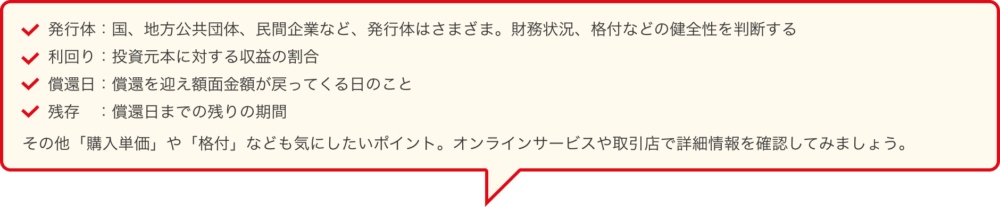 発行体：国、地方公共団体、民間企業など、発行体はさまざま。財務状況、格付などの健全性を判断する
利回り：投資元本に対する収益の割合
償還日：償還を迎え額面金額が戻ってくる日のこと
残存　：償還日までの残りの期間
その他「購入単価」や「格付」なども気にしたいポイント。オンラインサービスや取引店で詳細情報を確認してみましょう。